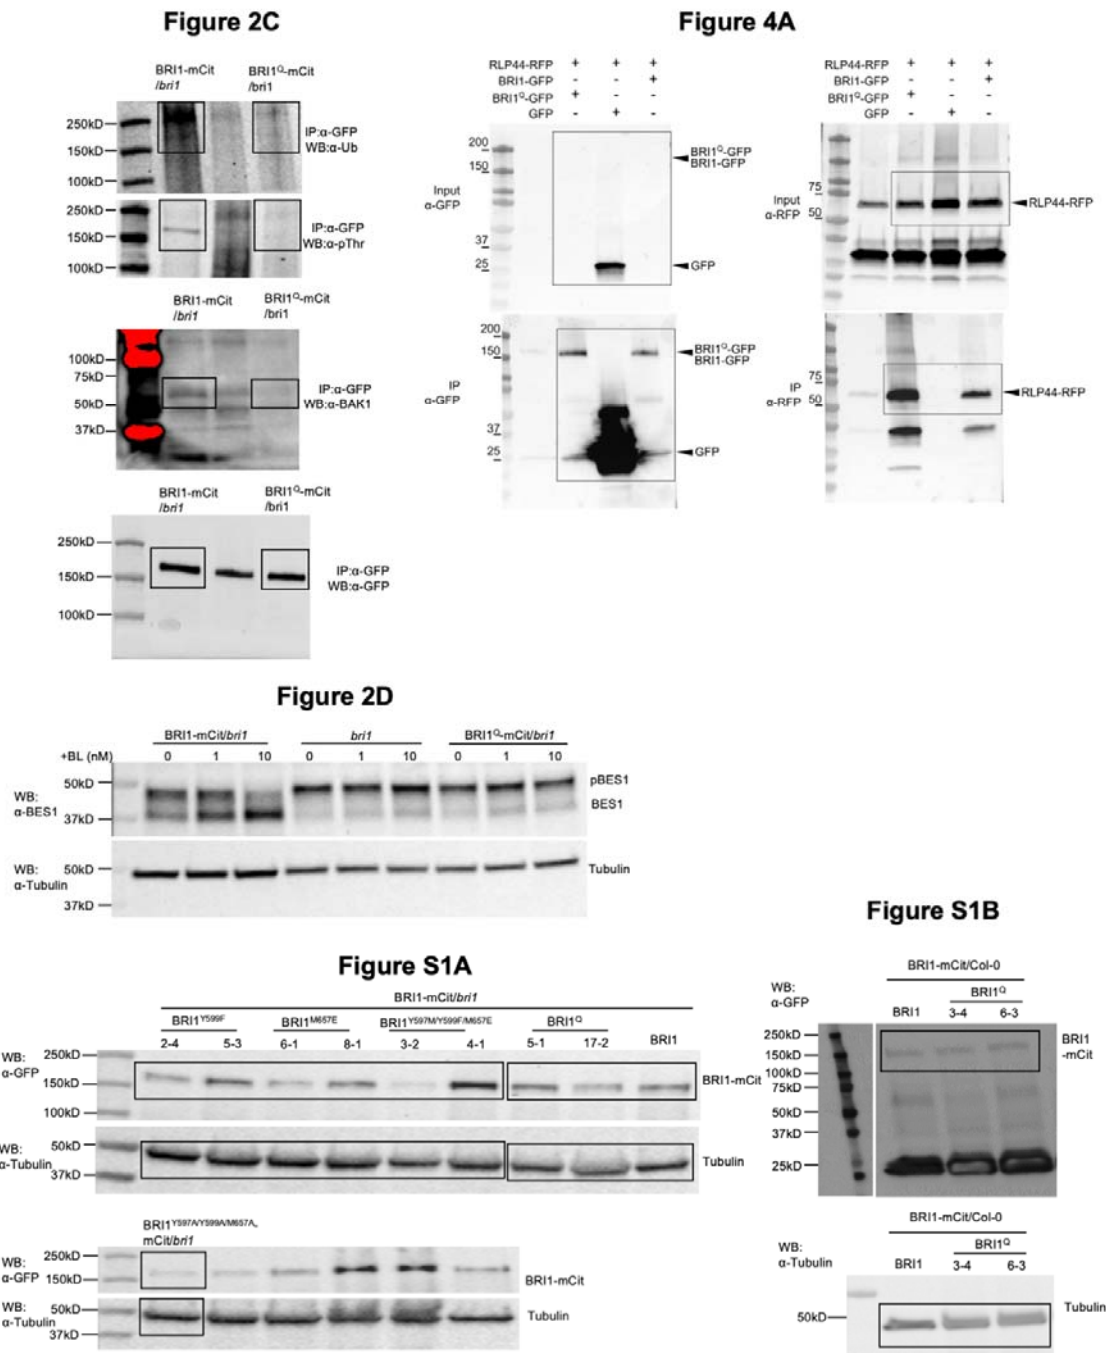 Figure 2C
BRI1-mCit
/bri1
BRI1Q-mCit
/bri1
250kD
150kD
100kD
IP:α-GFP
WB:α-Ub
250kD
150kD
100kD
IP:α-GFP
WB:α-pThr
BRI1-mCit
/bri1
BRI1Q-mCit
/bri1
100kD
75kD
50kD
37kD
IP:α-GFP
WB:α-BAK1
BRI1-mCit
/bri1
BRI1Q-mCit
/bri1
250kD
150kD
100kD
IP:α-GFP
WB:α-GFP
Figure 4A
RLP44-RFP + + +
BRI1-GFP - - +
BRI1Q-GFP + - -
GFP - + -
200
150
37
25
Input
α-GFP
BRI1Q-GFP
BRI1-GFP
GFP
200
150
37
25
IP
α-GFP
BRI1Q-GFP
BRI1-GFP
GFP
RLP44-RFP + + +
BRI1-GFP - - +
BRI1Q-GFP + - -
GFP - + -
75
50
Input
α-RFP
RLP44-RFP
75
50
IP
α-RFP
RLP44-RFP
Figure 2D
BRI1-mCit/bri1 bri1 BRI1Q-mCit/bri1
+BL (nM) 0 1 10 0 1 10 0 1 10
WB:
α-BES1
50kD
37kD
pBES1
BES1
WB:
α-Tubulin
50kD
37kD
Tubulin
Figure S1A
BRI1-mCit/bri1
BRI1Y599F BRI1M657E BRI1Y597M/Y599F/M657E BRI1Q
2-4 5-3 6-1 8-1 3-2 4-1 5-1 17-2 BRI1
WB:
α-GFP
250kD
150kD
100kD
BRI1-mCit
WB:
α-Tubulin
50kD
37kD
Tubulin
BRI1Y597A/Y599A/M657A-
mCit/bri1
WB:
α-GFP
250kD
150kD
BRI1-mCit
WB:
α-Tubulin
50kD
37kD
Tubulin
Figure S1B
BRI1-mCit/Col-0
WB:
α-GFP
BRI1Q
BRI1 3-4 6-3
250kD
150kD
100kD
75kD
50kD
37kD
25kD
BRI1
-mCit
BRI1-mCit/Col-0
WB:
α-Tubulin
BRI1Q
BRI1 3-4 6-3
50kD
Tubulin